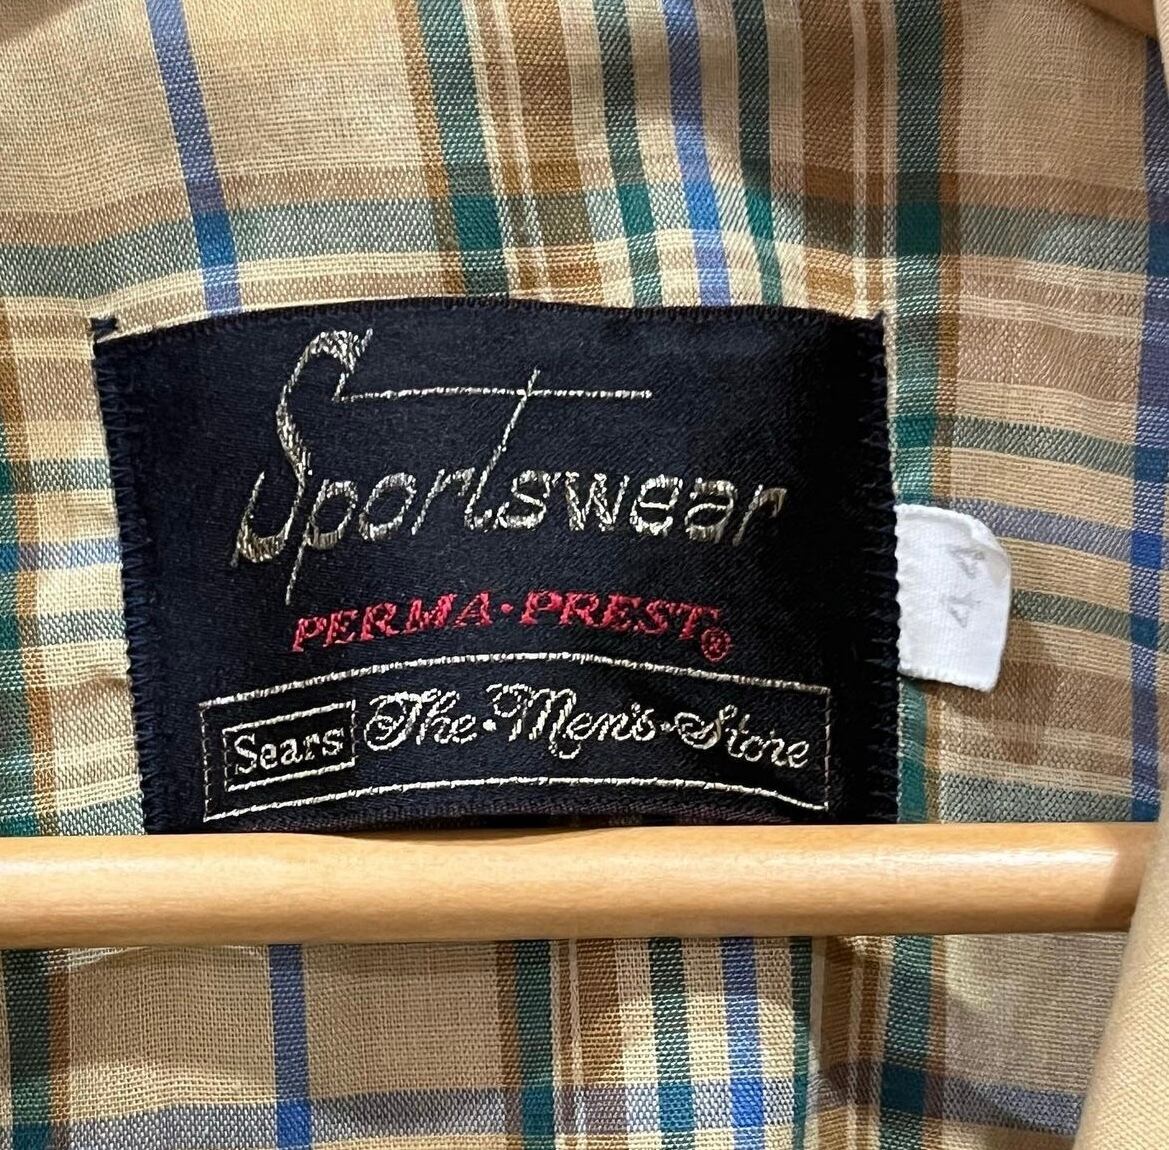 Sportswear
PERMA·PREST®
Sears The·Men's·Store
44